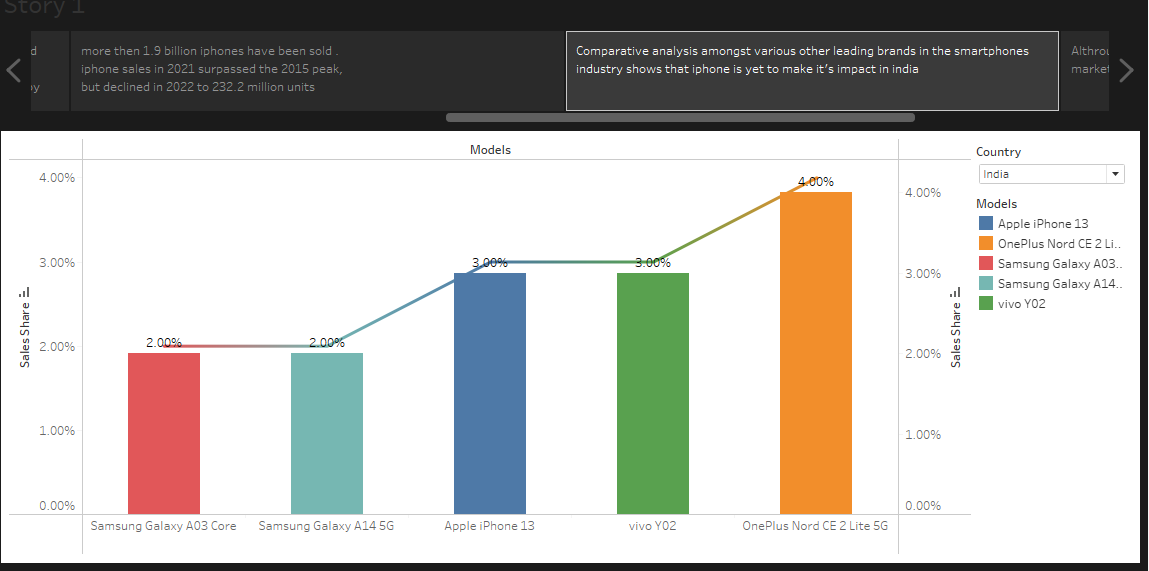 Story 1
d
by
more then 1.9 billion iphones have been sold .
iphone sales in 2021 surpassed the 2015 peak,
but declined in 2022 to 232.2 million units
Comparative analysis amongst various other leading brands in the smartphones
industry shows that iphone is yet to make it's impact in india
Althrou
market
Models
4.00%
3.00%
2.00%
1.00%
0.00%
Sales Share
2.00%
2.00%
3.00%
3.00%
4.00%
Samsung Galaxy A03 Core
Samsung Galaxy A14 5G
Apple iPhone 13
vivo Y02
OnePlus Nord CE 2 Lite 5G
4.00%
3.00%
2.00%
1.00%
0.00%
Sales Share
Country
India
Models
Apple iPhone 13
OnePlus Nord CE 2 Li..
Samsung Galaxy A03..
Samsung Galaxy A14..
vivo Y02